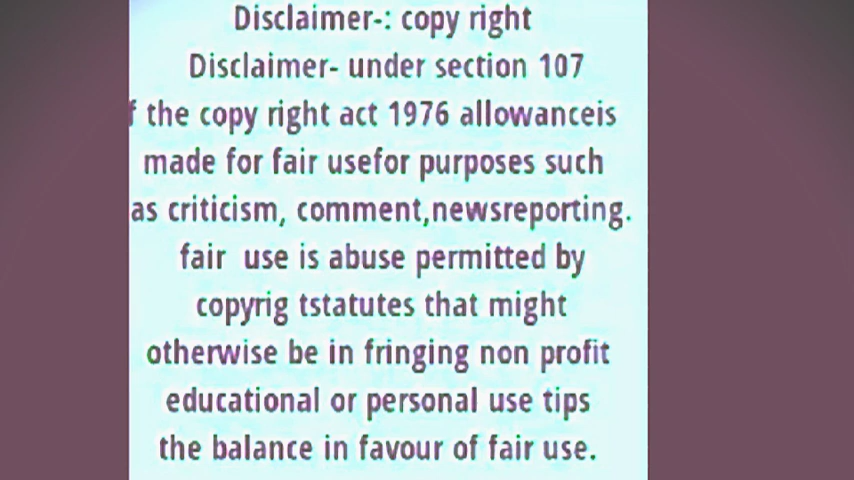 Disclaimer-: copy right
Disclaimer- under section 107
f the copy right act 1976 allowanceis
made for fair usefor purposes such
as criticism, comment,newsreporting.
fair use is abuse permitted by
copyrig tstatutes that might
otherwise be in fringing non profit
educational or personal use tips
the balance in favour of fair use.